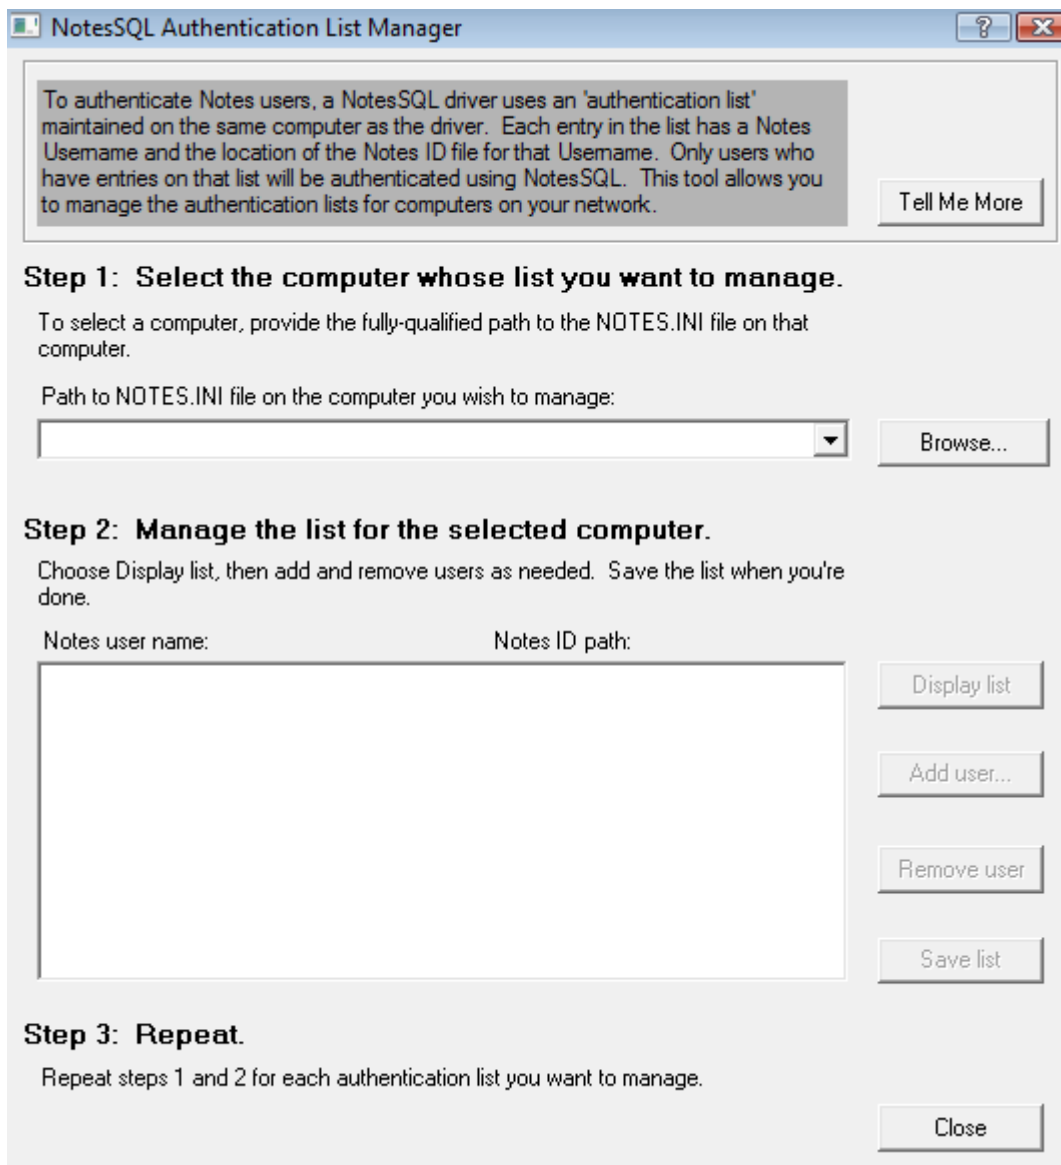 NotesSQL Authentication List Manager
To authenticate Notes users, a NotesSQL driver uses an 'authentication list'
maintained on the same computer as the driver. Each entry in the list has a Notes
Username and the location of the Notes ID file for that Username. Only users who
have entries on that list will be authenticated using NotesSQL. This tool allows you
to manage the authentication lists for computers on your network.
Tell Me More
Step 1: Select the computer whose list you want to manage.
To select a computer, provide the fully-qualified path to the NOTES.INI file on that
computer.
Path to NOTES.INI file on the computer you wish to manage:
Browse...
Step 2: Manage the list for the selected computer.
Choose Display list, then add and remove users as needed. Save the list when you're
done.
Notes user name: Notes ID path:
Display list
Add user...
Remove user
Save list
Step 3: Repeat.
Repeat steps 1 and 2 for each authentication list you want to manage.
Close